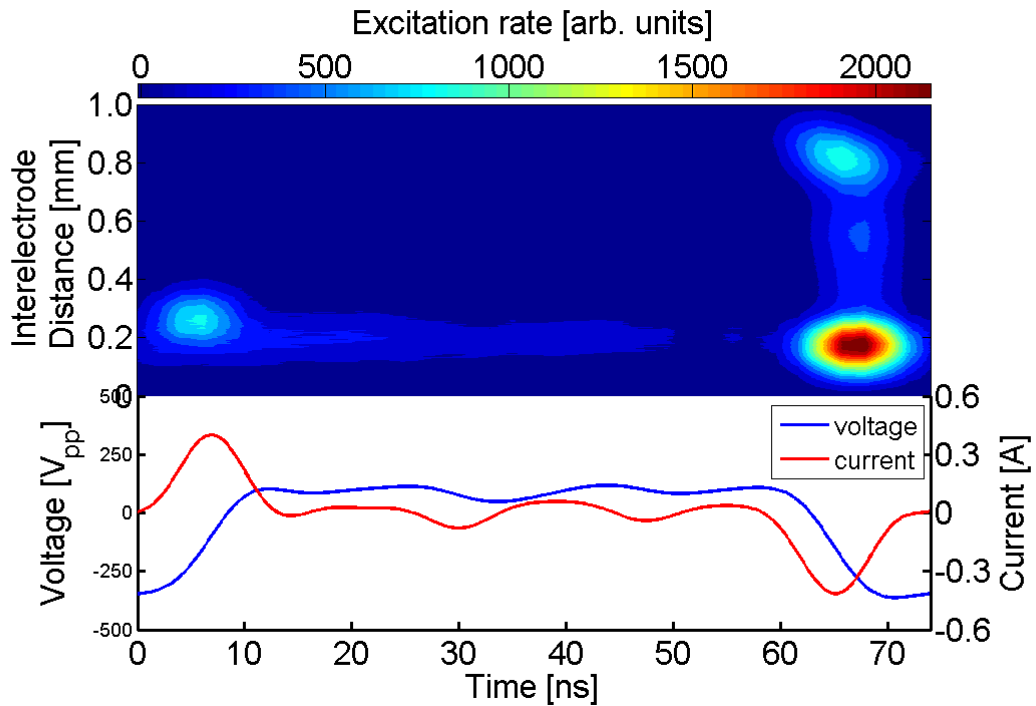 Excitation rate [arb. units]
0 500 1000 1500 2000
Interelectrode
Distance [mm]
1.0
0.8
0.6
0.4
0.2
0
Voltage [Vpp]
500
250
0
-250
-500
voltage
current
0.6
0.3
0
-0.3
-0.6
Current [A]
0 10 20 30 40 50 60 70
Time [ns]